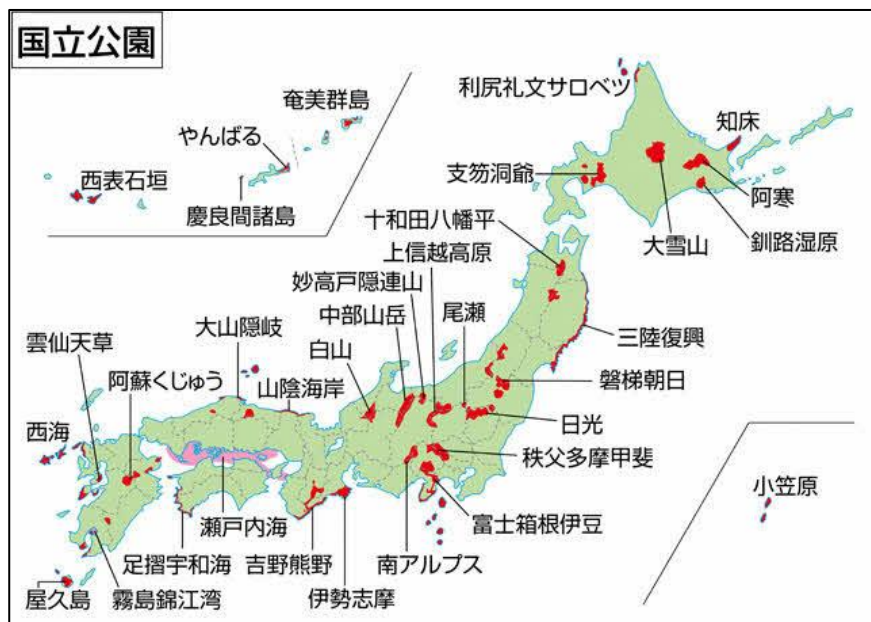 国立公園
奄美群島
やんばる
西表石垣
慶良間諸島
利尻礼文サロベツ
知床
支笏洞爺
阿寒
大雪山
釧路湿原
十和田八幡平
上信越高原
妙高戸隠連山
中部山岳
尾瀬
白山
大山隠岐
三陸復興
雲仙天草
阿蘇くじゅう
山陰海岸
磐梯朝日
日光
西海
秩父多摩甲斐
小笠原
瀬戸内海
富士箱根伊豆
足摺宇和海
吉野熊野
南アルプス
屋久島
霧島錦江湾
伊勢志摩